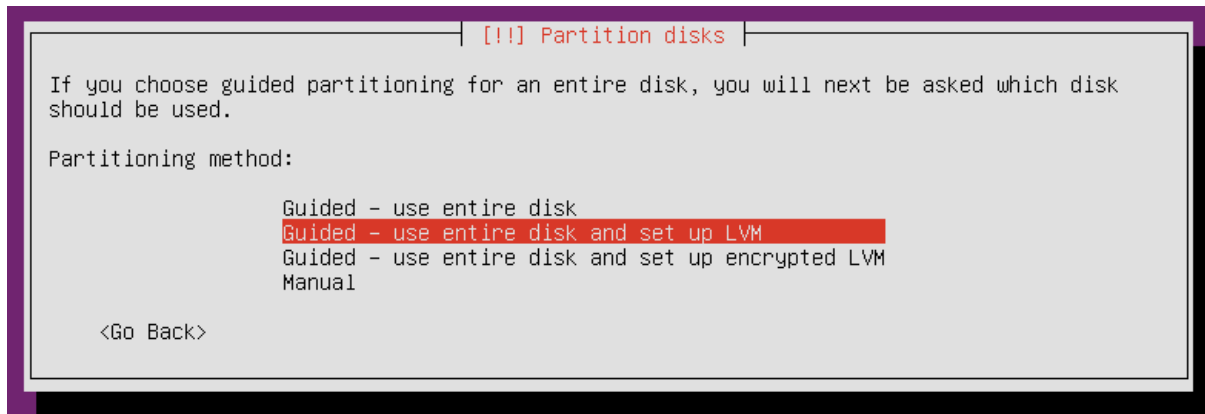 [!!] Partition disks
If you choose guided partitioning for an entire disk, you will next be asked which disk
should be used.
Partitioning method:
Guided – use entire disk
Guided – use entire disk and set up LVM
Guided – use entire disk and set up encrypted LVM
Manual
<Go Back>